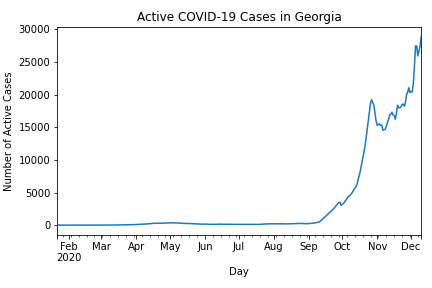 Active COVID-19 Cases in Georgia
30000
25000
20000
15000
10000
5000
0
Number of Active Cases
Feb Mar Apr May Jun Jul Aug Sep Oct Nov Dec
2020
Day